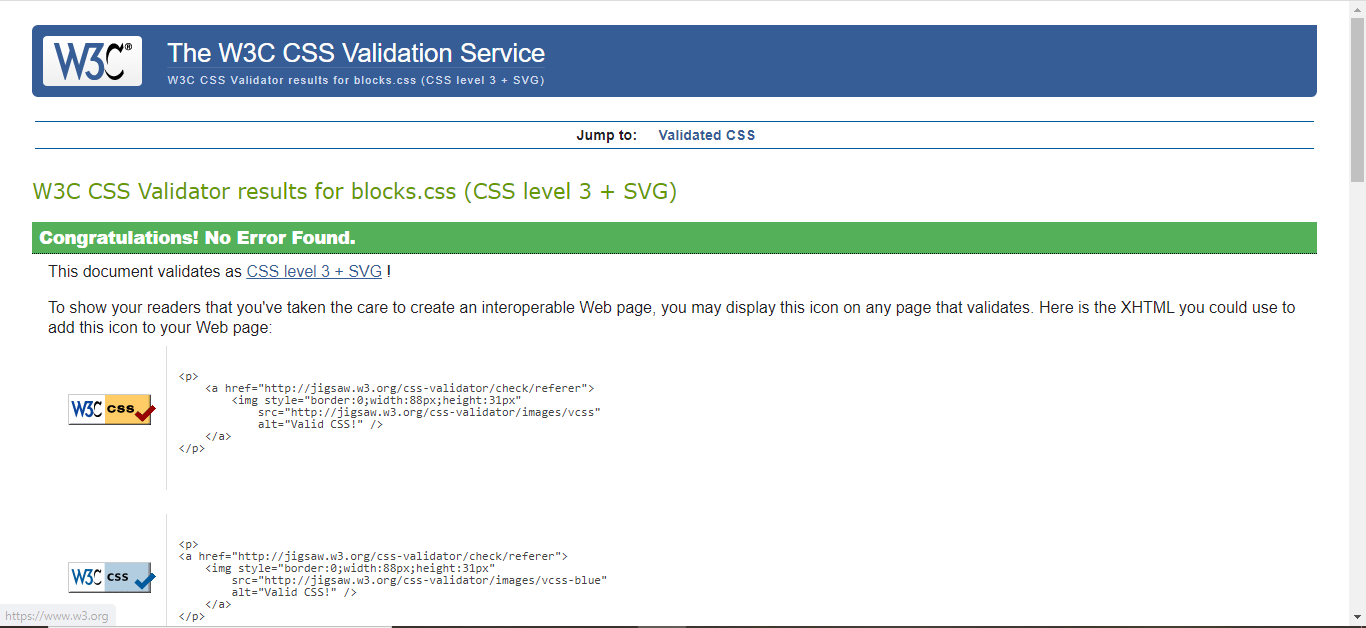 W3C®
The W3C CSS Validation Service
W3C CSS Validator results for blocks.css (CSS level 3 + SVG)
Jump to: Validated CSS
W3C CSS Validator results for blocks.css (CSS level 3 + SVG)
Congratulations! No Error Found.
This document validates as CSS level 3 + SVG !
To show your readers that you've taken the care to create an interoperable Web page, you may display this icon on any page that validates. Here is the XHTML you could use to
add this icon to your Web page:
W3C CSS
<p>
    <a href="http://jigsaw.w3.org/css-validator/check/referer">
        <img style="border:0;width:88px;height:31px"
            src="http://jigsaw.w3.org/css-validator/images/vcss"
            alt="Valid CSS!" />
    </a>
</p>
W3C CSS
<p>
<a href="http://jigsaw.w3.org/css-validator/check/referer">
    <img style="border:0;width:88px;height:31px"
        src="http://jigsaw.w3.org/css-validator/images/vcss-blue"
        alt="Valid CSS!" />
    </a>
</p>
https://www.w3.org